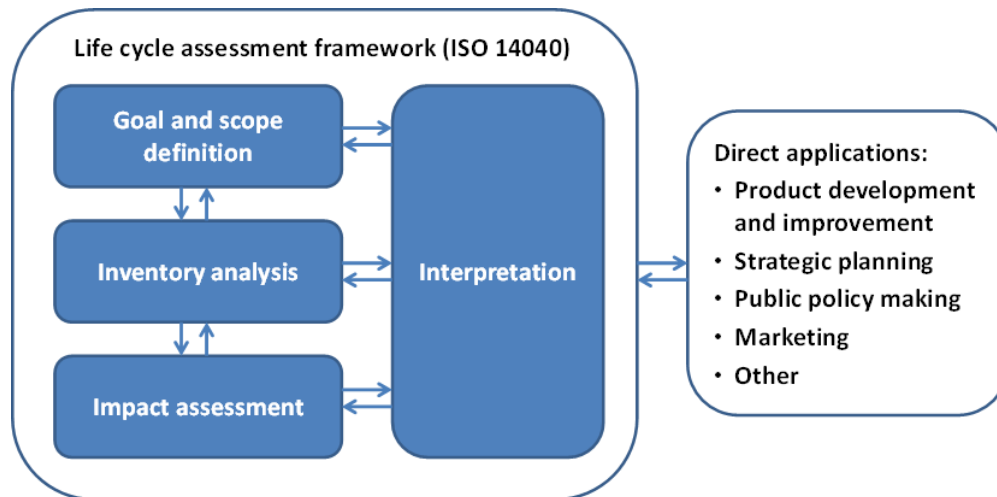 Life cycle assessment framework (ISO 14040)
Goal and scope
definition
Inventory analysis
Impact assessment
Interpretation
Direct applications:
• Product development
and improvement
• Strategic planning
• Public policy making
• Marketing
• Other